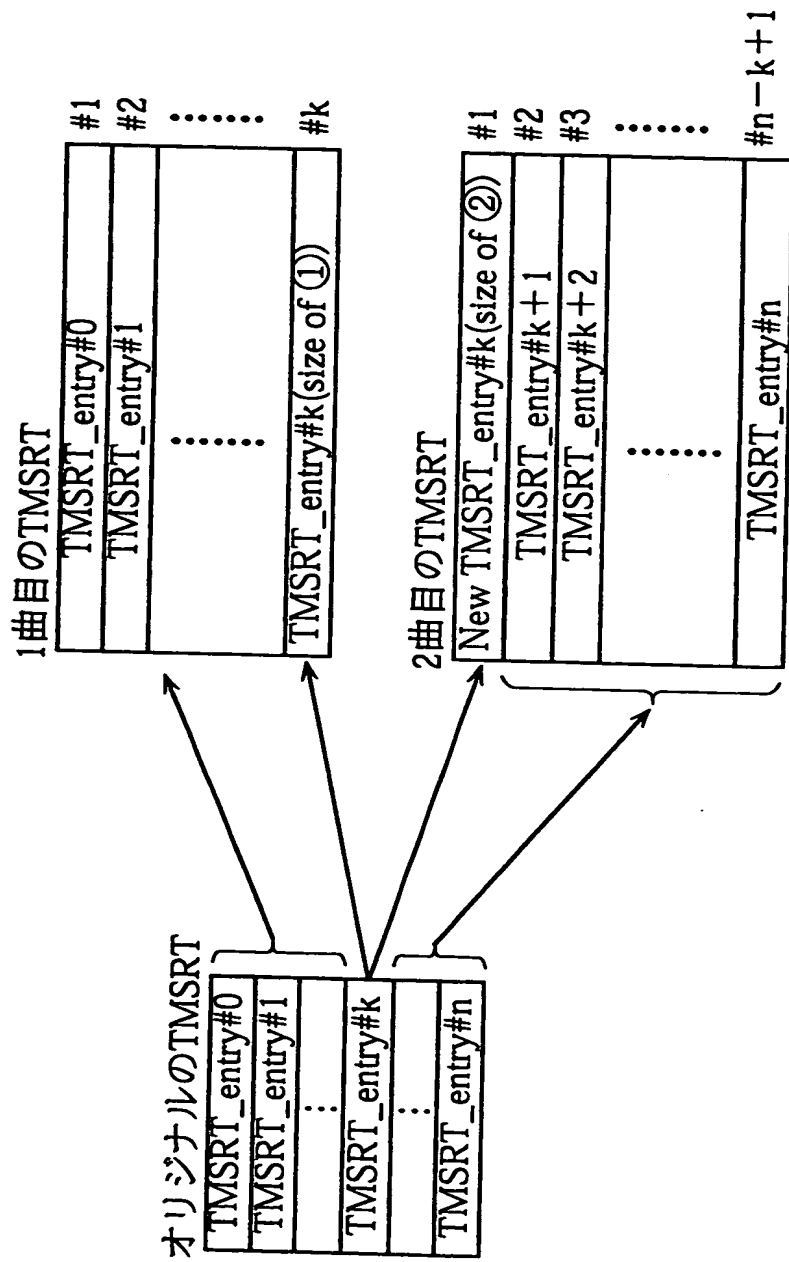 オリジナルのTMSRT
TMSRT_entry#0
TMSRT_entry#1
⋯
TMSRT_entry#k
⋯
TMSRT_entry#n
1曲目のTMSRT
TMSRT_entry#0 #1
TMSRT_entry#1 #2
⋯⋯⋯ ⋯⋯⋯
TMSRT_entry#k(size of ①) #k
2曲目のTMSRT
New TMSRT_entry#k(size of ②) #1
TMSRT_entry#k+1 #2
TMSRT_entry#k+2 #3
⋯⋯⋯ ⋯⋯⋯
TMSRT_entry#n #n−k+1